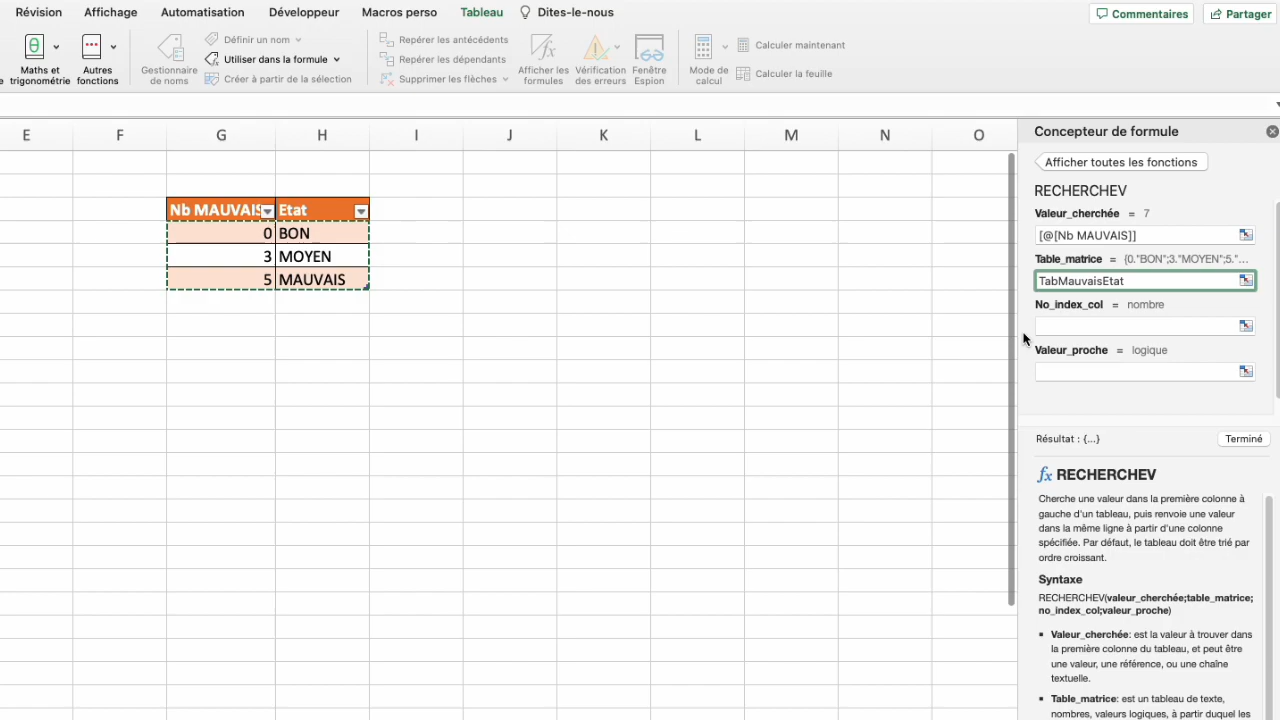 Révision Affichage Automatisation Développeur Macros perso Tableau Dites-le-nous Commentaires Partager
Maths et trigonométrie
Autres fonctions
Gestionnaire de noms
Définir un nom
Utiliser dans la formule
Créer à partir de la sélection
Repérer les antécédents
Repérer les dépendants
Supprimer les flèches
Afficher les formules
Vérification des erreurs
Fenêtre Espion
Mode de calcul
Calculer maintenant
Calculer la feuille
E F G H I J K L M N O
Nb MAUVAIS Etat
0 BON
3 MOYEN
5 MAUVAIS
Concepteur de formule
Afficher toutes les fonctions
RECHERCHEV
Valeur_cherchée = 7
[@[Nb MAUVAIS]]
Table_matrice = {0."BON";3."MOYEN";5."...
TabMauvaisEtat
No_index_col = nombre
Valeur_proche = logique
Résultat : {...} Terminé
fx RECHERCHEV
Cherche une valeur dans la première colonne à
gauche d'un tableau, puis renvoie une valeur
dans la même ligne à partir d'une colonne
spécifiée. Par défaut, le tableau doit être trié par
ordre croissant.
Syntaxe
RECHERCHEV(valeur_cherchée;table_matrice;
no_index_col;valeur_proche)
▪ Valeur_cherchée: est la valeur à trouver dans
la première colonne du tableau, et peut être
une valeur, une référence, ou une chaîne
textuelle.
▪ Table_matrice: est un tableau de texte,
nombres, valeurs logiques, à partir duquel les